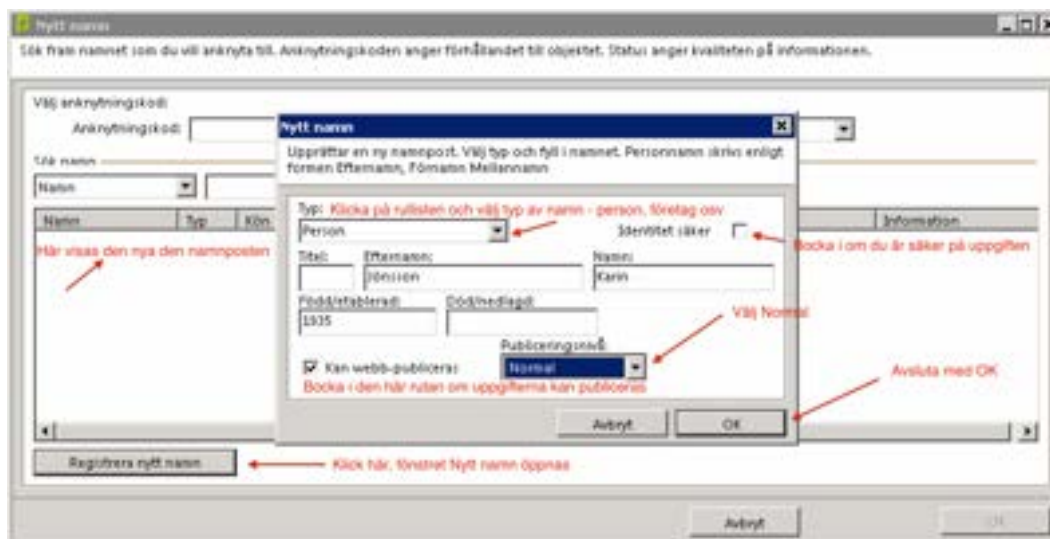 Nytt namn
Sök fram namnet som du vill anknyta till. Anknytningskoden anger förhållandet till objektet. Status anger kvaliteten på informationen.
Välj anknytningskod:
Anknytningskod:
Sök namn
Namn
Namn Typ Kön Information
Här visas den nya den namnposten
Nytt namn
Upprättar en ny namnpost. Välj typ och fyll i namnet. Personnamn skrivs enligt
formen Efternamn, Förnamn Mellannamn
Typ: Klicka på rullisten och välj typ av namn - person, företag osv
Person Identitet säker
Bocka i om du är säker på uppgiften
Titel: Efternamn: Namn:
Jönsson Karin
Född/etablerad: Död/nedlagd:
1935
Välj Normal
Publiceringsnivå:
Kan webb-publiceras Normal
Bocka i den här rutan om uppgifterna kan publiceras
Avsluta med OK
Avbryt OK
Registrera nytt namn Klick här, fönstret Nytt namn öppnas
Avbryt OK